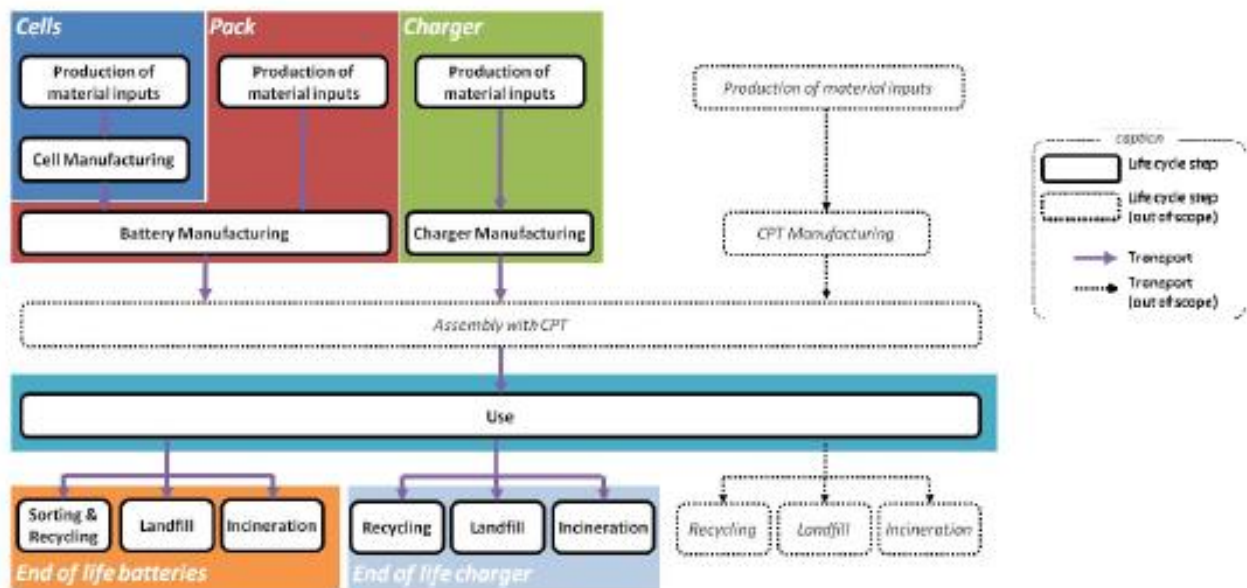 Cells
Pack
Charger
Production of
material inputs
Production of
material inputs
Production of
material inputs
Production of material inputs
Cell Manufacturing
Battery Manufacturing
Charger Manufacturing
CPT Manufacturing
Assembly with CPT
Use
Sorting &
Recycling
Landfill
Incineration
End of life batteries
Recycling
Landfill
Incineration
End of life charger
Recycling
Landfill
Incineration
caption
Life cycle step
Life cycle step
(out of scope)
Transport
Transport
(out of scope)